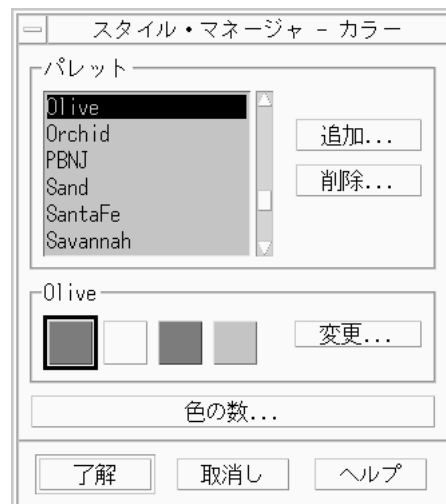 スタイル・マネージャ - カラー
パレット
Olive
Orchid
PBNJ
Sand
SantaFe
Savannah
追加...
削除...
Olive
変更...
色の数...
了解
取消し
ヘルプ